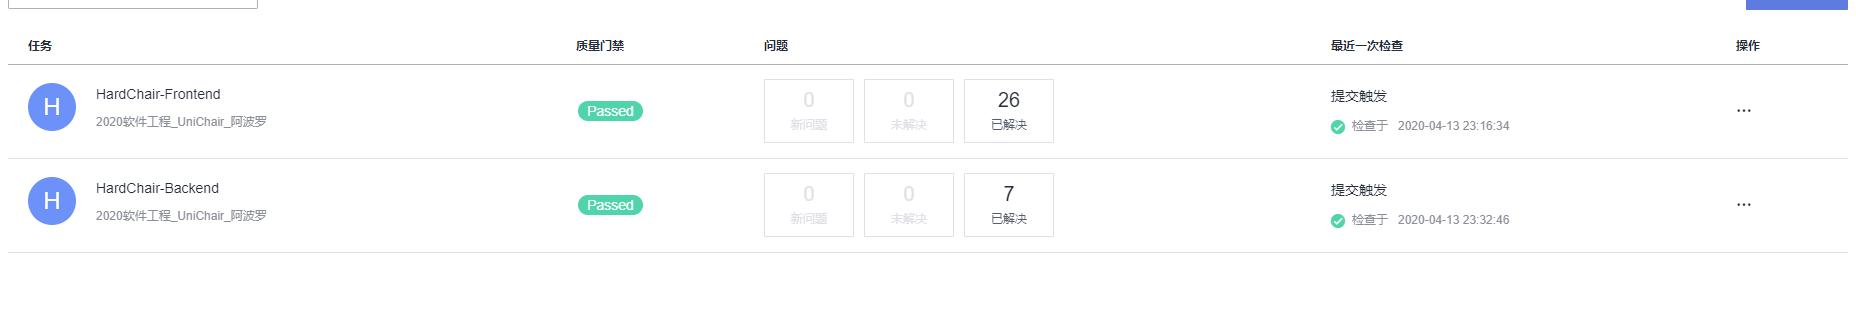 任务 质量门禁 问题 最近一次检查 操作
H HardChair-Frontend
2020软件工程_UniChair_阿波罗
Passed
0 0 26
新问题 未解决 已解决
提交触发
检查于 2020-04-13 23:16:34
...
H HardChair-Backend
2020软件工程_UniChair_阿波罗
Passed
0 0 7
新问题 未解决 已解决
提交触发
检查于 2020-04-13 23:32:46
...